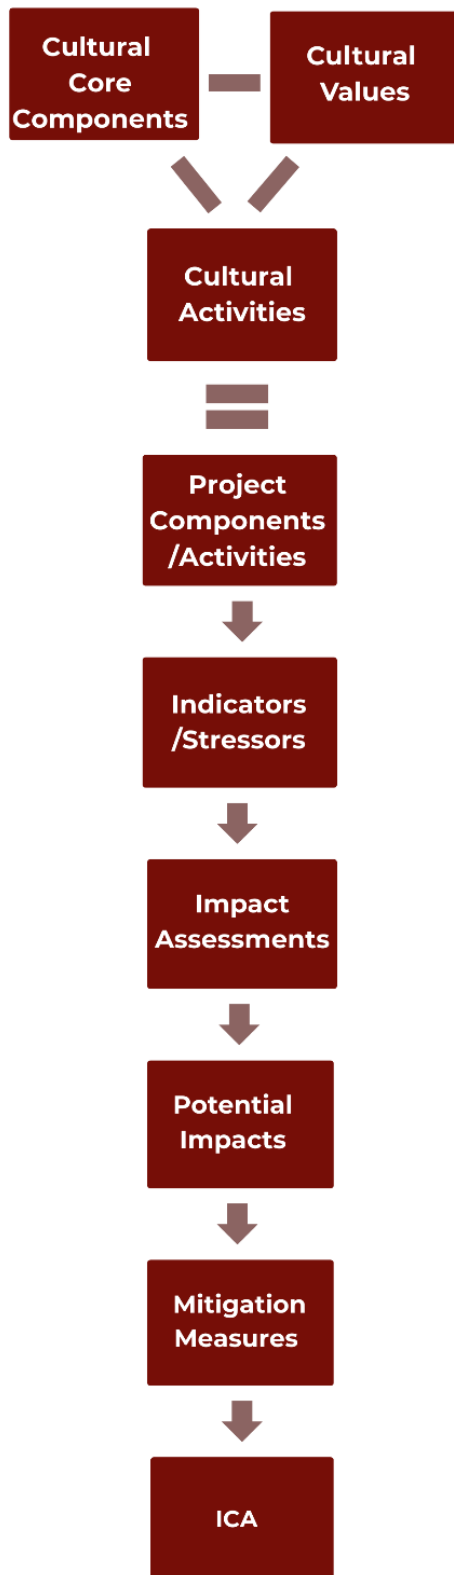 Cultural
Core
Components
Cultural
Values
Cultural
Activities
Project
Components
/Activities
Indicators
/Stressors
Impact
Assessments
Potential
Impacts
Mitigation
Measures
ICA